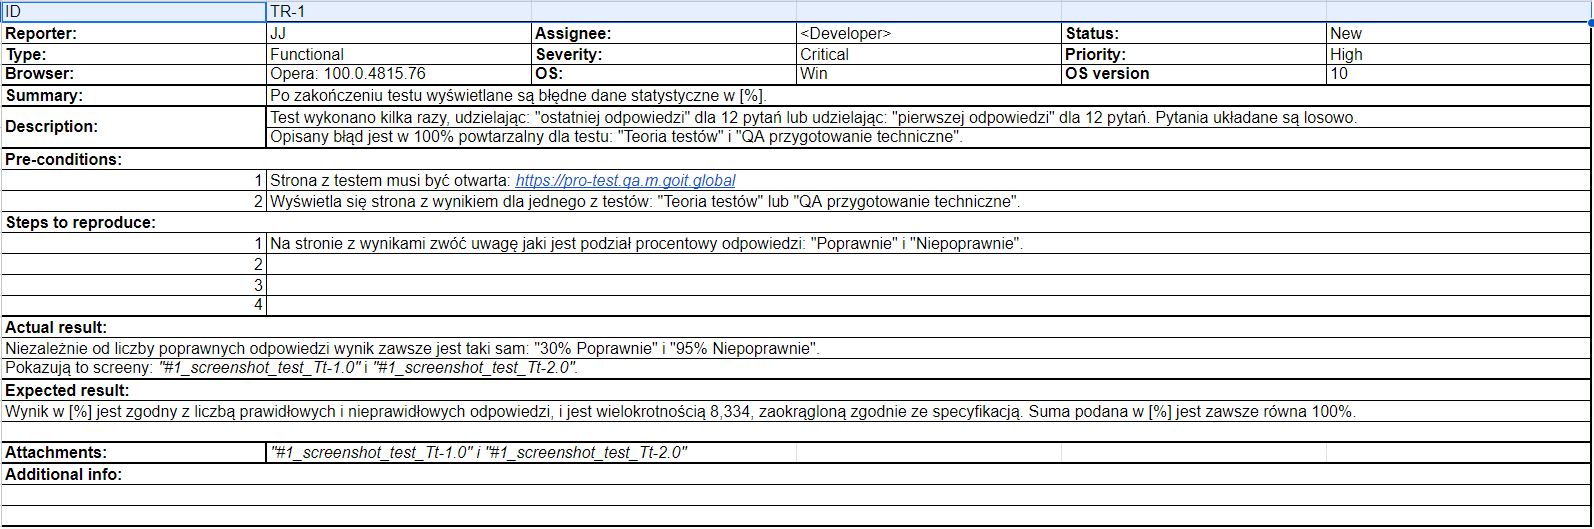 ID TR-1
Reporter: JJ Assignee: <Developer> Status: New
Type: Functional Severity: Critical Priority: High
Browser: Opera: 100.0.4815.76 OS: Win OS version 10
Summary: Po zakończeniu testu wyświetlane są błędne dane statystyczne w [%].
Description: Test wykonano kilka razy, udzielając: "ostatniej odpowiedzi" dla 12 pytań lub udzielając: "pierwszej odpowiedzi" dla 12 pytań. Pytania układane są losowo.
Opisany błąd jest w 100% powtarzalny dla testu: "Teoria testów" i "QA przygotowanie techniczne".
Pre-conditions:
1 Strona z testem musi być otwarta: https://pro-test.qa.m.goit.global
2 Wyświetla się strona z wynikiem dla jednego z testów: "Teoria testów" lub "QA przygotowanie techniczne".
Steps to reproduce:
1 Na stronie z wynikami zwóć uwagę jaki jest podział procentowy odpowiedzi: "Poprawnie" i "Niepoprawnie".
2
3
4
Actual result:
Niezależnie od liczby poprawnych odpowiedzi wynik zawsze jest taki sam: "30% Poprawnie" i "95% Niepoprawnie".
Pokazują to screeny: "#1_screenshot_test_Tt-1.0" i "#1_screenshot_test_Tt-2.0".
Expected result:
Wynik w [%] jest zgodny z liczbą prawidłowych i nieprawidłowych odpowiedzi, i jest wielokrotnością 8,334, zaokrągloną zgodnie ze specyfikacją. Suma podana w [%] jest zawsze równa 100%.
Attachments: "#1_screenshot_test_Tt-1.0" i "#1_screenshot_test_Tt-2.0"
Additional info: